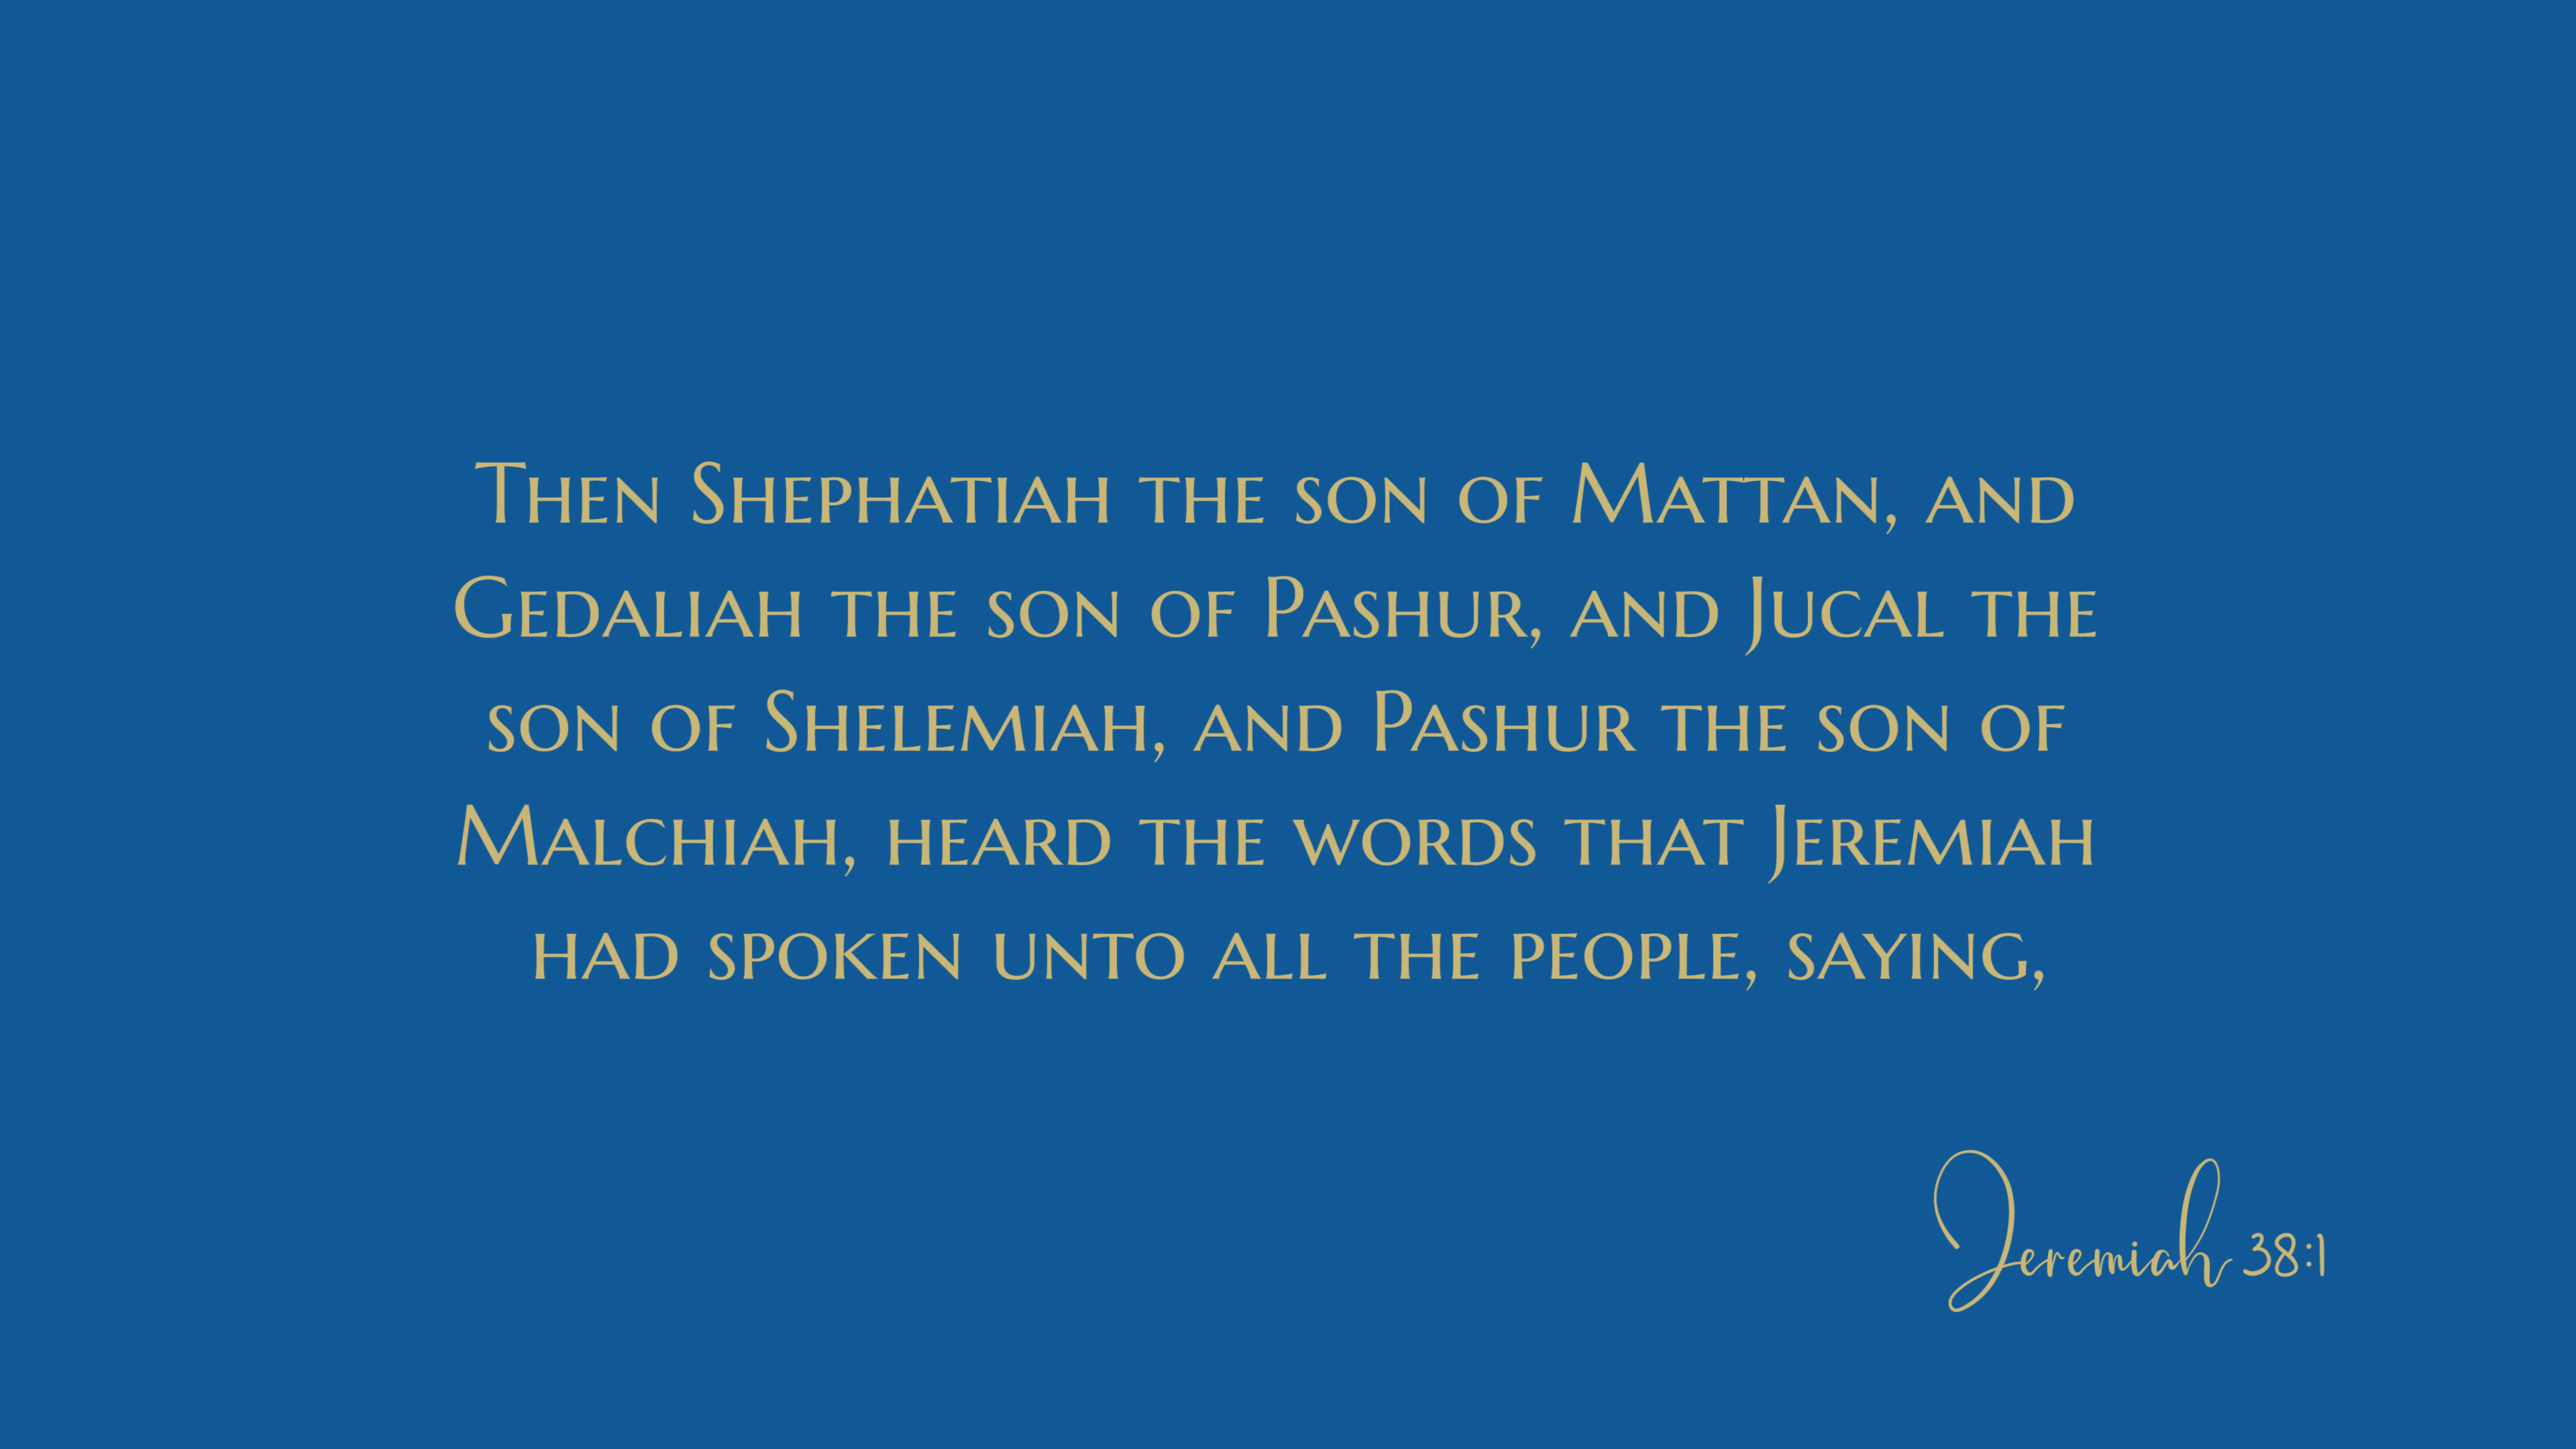 Then Shephatiah the son of Mattan, and
Gedaliah the son of Pashur, and Jucal the
son of Shelemiah, and Pashur the son of
Malchiah, heard the words that Jeremiah
had spoken unto all the people, saying,
Jeremiah 38:1